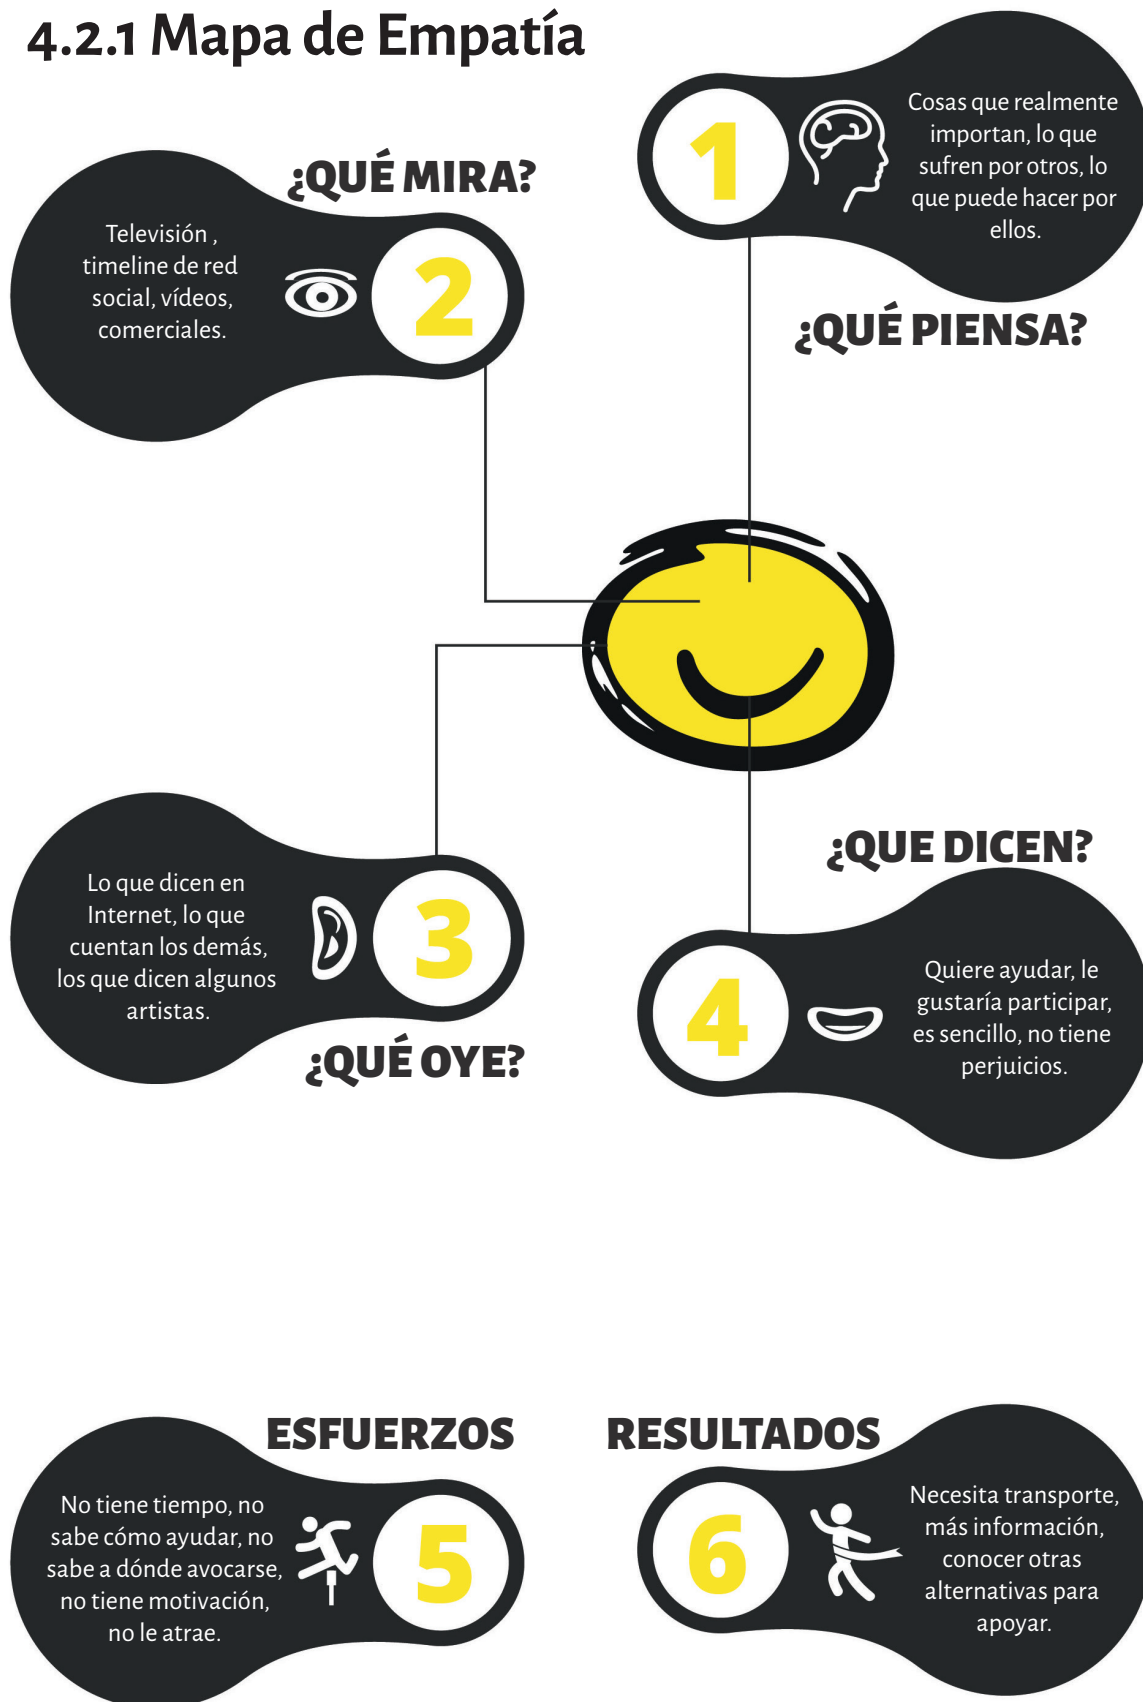 4.2.1 Mapa de Empatía
1
Cosas que realmente
importan, lo que
sufren por otros, lo
que puede hacer por
ellos.
¿QUÉ PIENSA?
¿QUÉ MIRA?
Televisión ,
timeline de red
social, vídeos,
comerciales.
2
Lo que dicen en
Internet, lo que
cuentan los demás,
los que dicen algunos
artistas.
3
¿QUÉ OYE?
¿QUE DICEN?
4
Quiere ayudar, le
gustaría participar,
es sencillo, no tiene
perjuicios.
ESFUERZOS
No tiene tiempo, no
sabe cómo ayudar, no
sabe a dónde avocarse,
no tiene motivación,
no le atrae.
5
RESULTADOS
6
Necesita transporte,
más información,
conocer otras
alternativas para
apoyar.